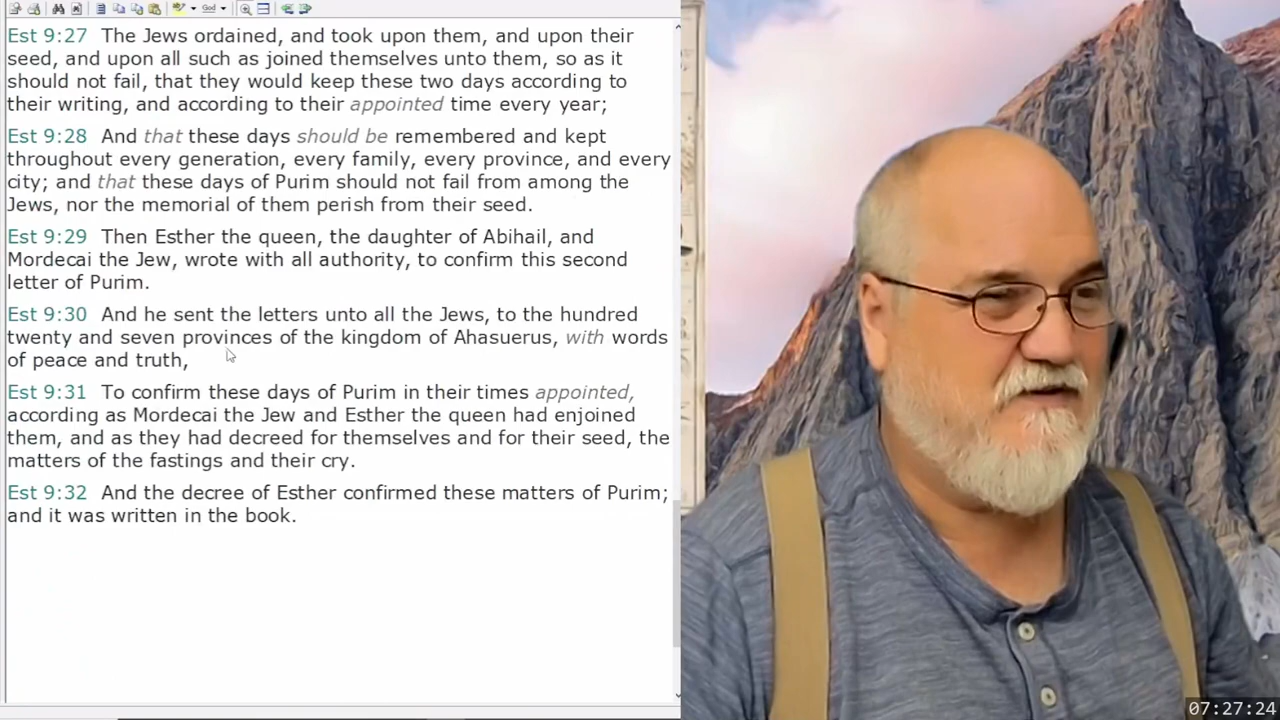 Est 9:27 The Jews ordained, and took upon them, and upon their
seed, and upon all such as joined themselves unto them, so as it
should not fail, that they would keep these two days according to
their writing, and according to their appointed time every year;
Est 9:28 And that these days should be remembered and kept
throughout every generation, every family, every province, and every
city; and that these days of Purim should not fail from among the
Jews, nor the memorial of them perish from their seed.
Est 9:29 Then Esther the queen, the daughter of Abihail, and
Mordecai the Jew, wrote with all authority, to confirm this second
letter of Purim.
Est 9:30 And he sent the letters unto all the Jews, to the hundred
twenty and seven provinces of the kingdom of Ahasuerus, with words
of peace and truth,
Est 9:31 To confirm these days of Purim in their times appointed,
according as Mordecai the Jew and Esther the queen had enjoined
them, and as they had decreed for themselves and for their seed, the
matters of the fastings and their cry.
Est 9:32 And the decree of Esther confirmed these matters of Purim;
and it was written in the book.
07:27:24